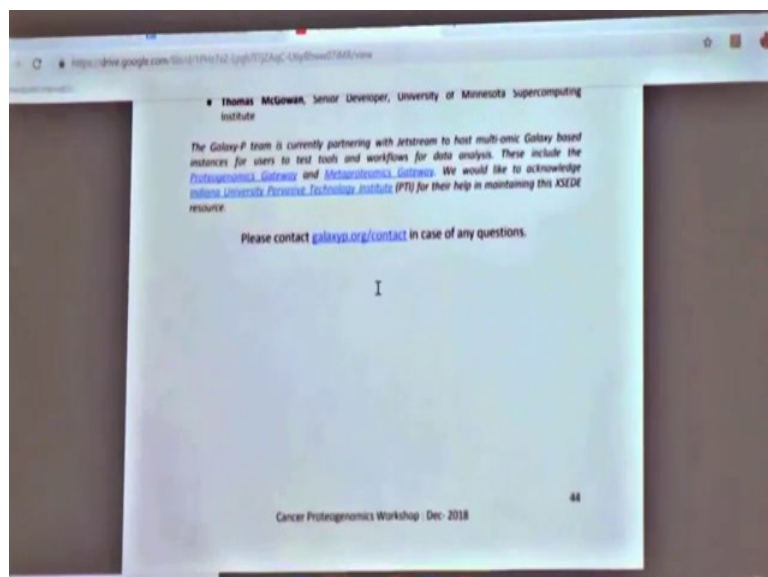 https://drive.google.com
• Thomas McGowan, Senior Developer, University of Minnesota Supercomputing
Institute
The Galaxy-P team is currently partnering with Jetstream to host multi-omic Galaxy based
instances for users to test tools and workflows for data analysis. These include the
Proteogenomics Gateway and Metaproteomics Gateway. We would like to acknowledge
Indiana University Pervasive Technology Institute (PTI) for their help in maintaining this XSEDE
resource.
Please contact galaxyp.org/contact in case of any questions.
44
Cancer Proteogenomics Workshop : Dec- 2018